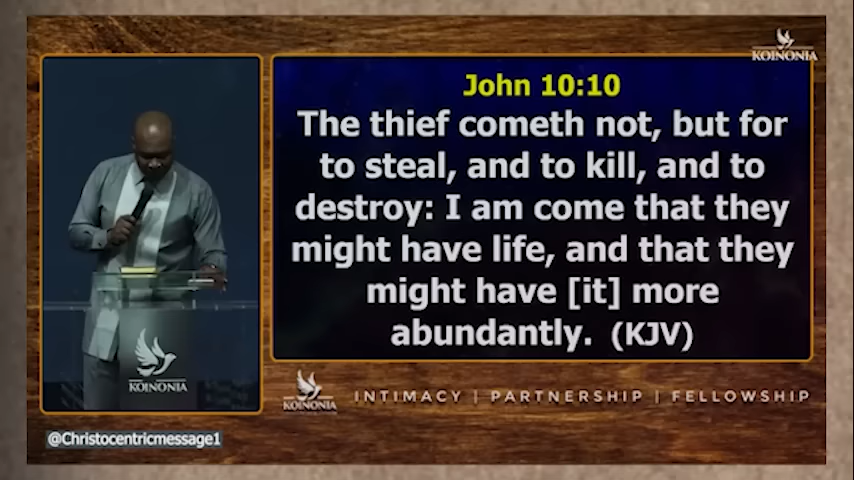 KOINONIA
John 10:10
The thief cometh not, but for
to steal, and to kill, and to
destroy: I am come that they
might have life, and that they
might have [it] more
abundantly. (KJV)
KOINONIA
KOINONIA
INTIMACY | PARTNERSHIP | FELLOWSHIP
@Christocentricmessage1